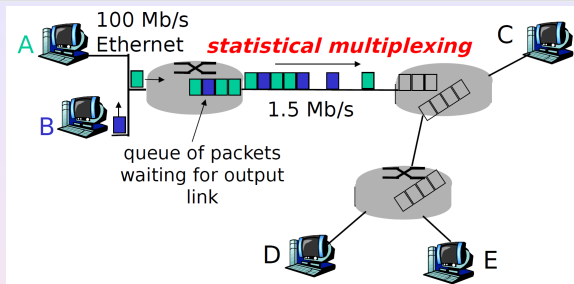 100 Mb/s
Ethernet
A
statistical multiplexing
C
B
1.5 Mb/s
queue of packets
waiting for output
link
D
E